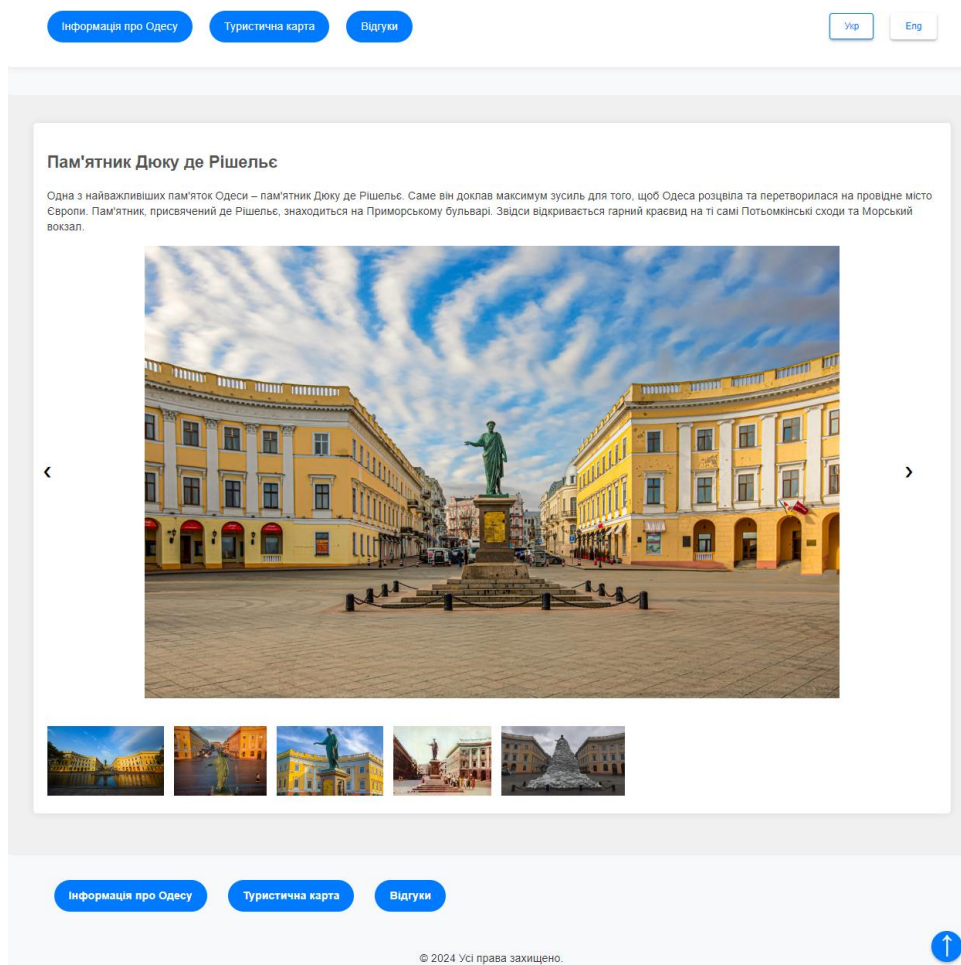 Інформація про Одесу Туристична карта Відгуки Укр Eng
Пам'ятник Дюку де Рішельє
Одна з найважливіших пам'яток Одеси – пам'ятник Дюку де Рішельє. Саме він доклав максимум зусиль для того, щоб Одеса розцвіла та перетворилася на провідне місто
Європи. Пам'ятник, присвячений де Рішельє, знаходиться на Приморському бульварі. Звідси відкривається гарний краєвид на ті самі Потьомкінські сходи та Морський
вокзал.
Інформація про Одесу Туристична карта Відгуки
© 2024 Усі права захищено.